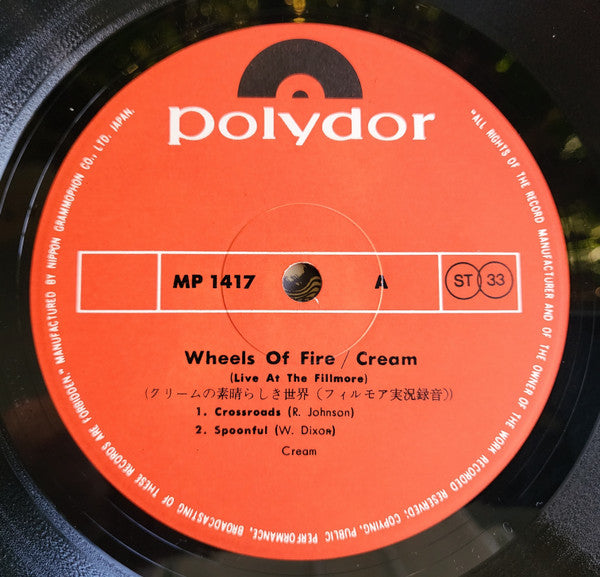 polydor
MP 1417
A
ST 33
Wheels Of Fire / Cream
(Live At The Fillmore)
(クリームの素晴らしき世界(フィルモア実況録音))
1. Crossroads (R. Johnson)
2. Spoonful (W. Dixon)
Cream
"ALL RIGHTS OF THE RECORD MANUFACTURER AND OF THE OWNER OF THE WORK RECORDED RESERVED; COPYING, PUBLIC PERFORMANCE, BROADCASTING OF THESE RECORDS ARE FORBIDDEN." MANUFACTURED BY NIPPON GRAMMOPHON CO., LTD. JAPAN.